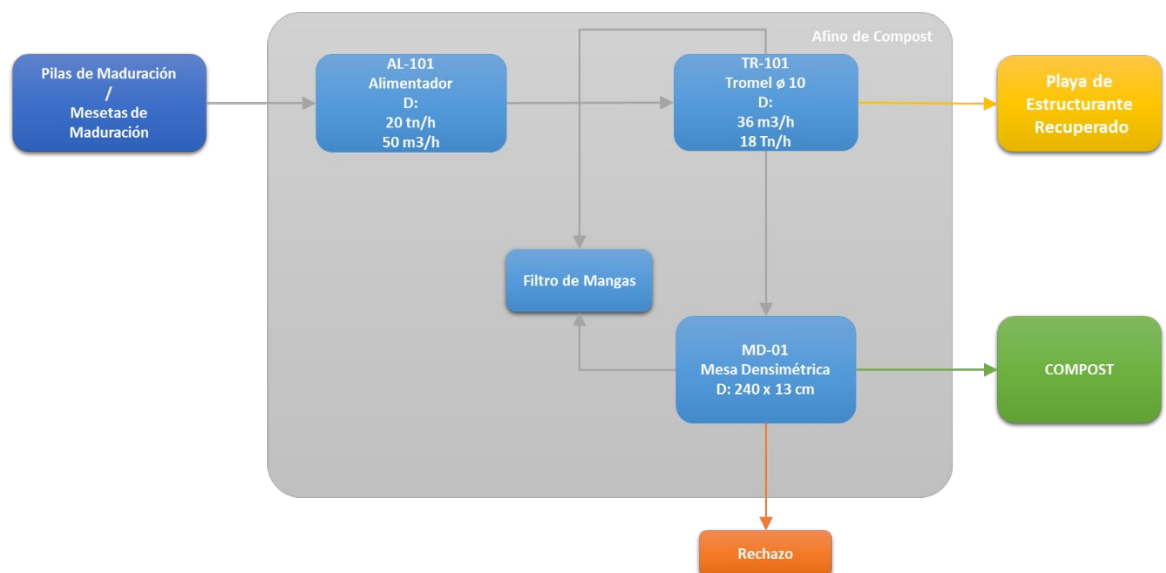 Afino de Compost
Pilas de Maduración
/
Mesetas de
Maduración
AL-101
Alimentador
D:
20 tn/h
50 m3/h
TR-101
Tromel ø 10
D:
36 m3/h
18 Tn/h
Playa de
Estructurante
Recuperado
Filtro de Mangas
MD-01
Mesa Densimétrica
D: 240 x 13 cm
COMPOST
Rechazo